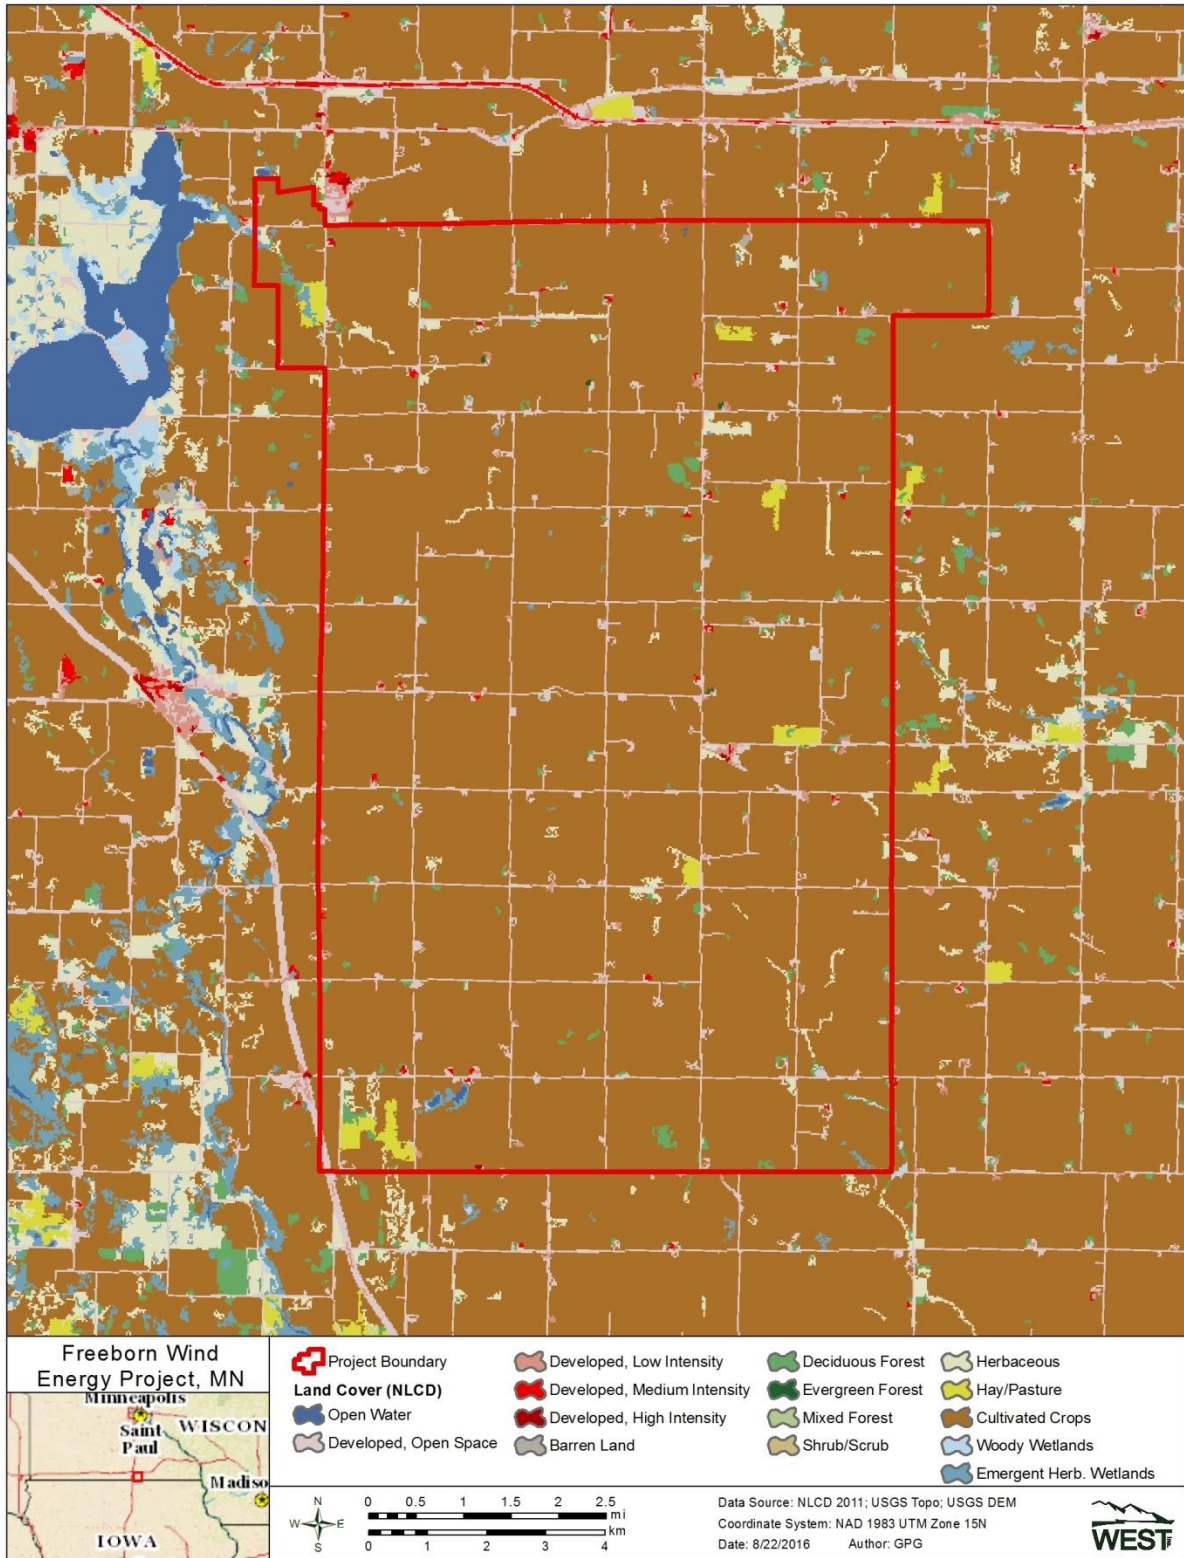 Freeborn Wind
Energy Project, MN
Minneapolis
Saint
Paul
WISCON
Madiso
IOWA
Project Boundary
Land Cover (NLCD)
Open Water
Developed, Open Space
Developed, Low Intensity
Developed, Medium Intensity
Developed, High Intensity
Barren Land
Deciduous Forest
Evergreen Forest
Mixed Forest
Shrub/Scrub
Herbaceous
Hay/Pasture
Cultivated Crops
Woody Wetlands
Emergent Herb. Wetlands
N
W E
S
0 0.5 1 1.5 2 2.5
mi
km
0 1 2 3 4
Data Source: NLCD 2011; USGS Topo; USGS DEM
Coordinate System: NAD 1983 UTM Zone 15N
Date: 8/22/2016 Author: GPG
WEST